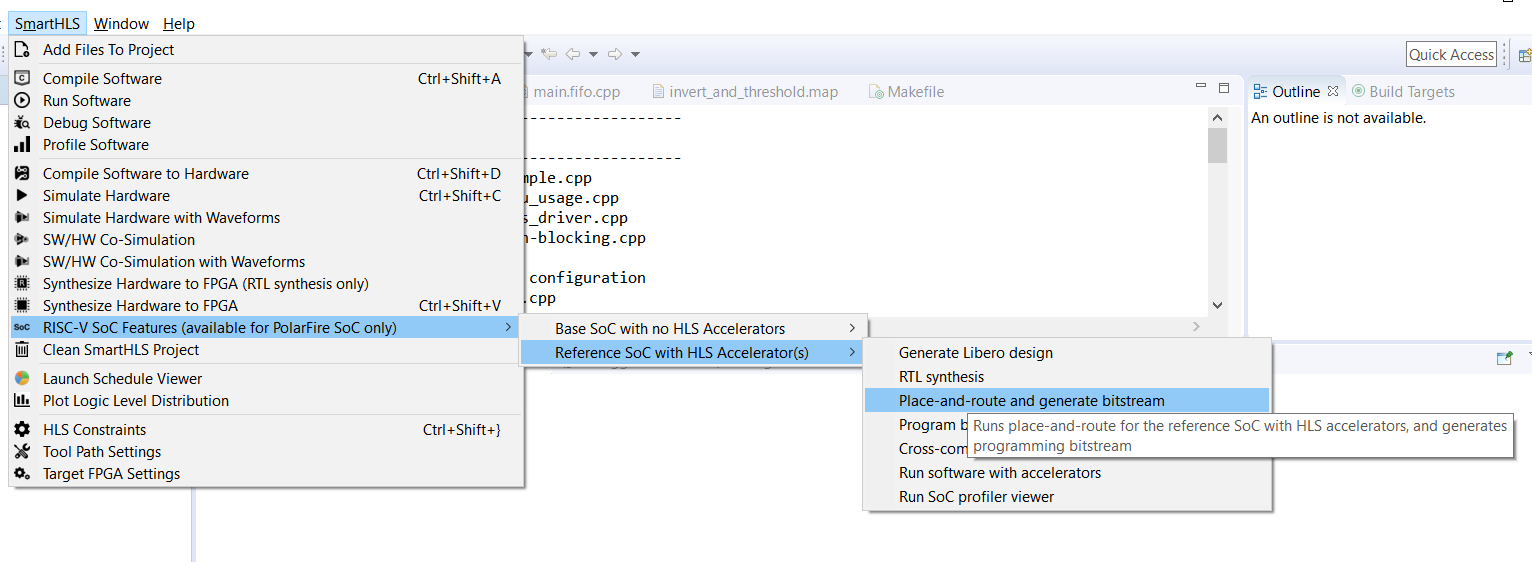 SmartHLS Window Help
Add Files To Project
Compile Software Ctrl+Shift+A
Run Software
Debug Software
Profile Software
Compile Software to Hardware Ctrl+Shift+D
Simulate Hardware Ctrl+Shift+C
Simulate Hardware with Waveforms
SW/HW Co-Simulation
SW/HW Co-Simulation with Waveforms
Synthesize Hardware to FPGA (RTL synthesis only)
Synthesize Hardware to FPGA Ctrl+Shift+V
SoC RISC-V SoC Features (available for PolarFire SoC only)
Clean SmartHLS Project
Launch Schedule Viewer
Plot Logic Level Distribution
HLS Constraints Ctrl+Shift+}
Tool Path Settings
Target FPGA Settings
Base SoC with no HLS Accelerators
Reference SoC with HLS Accelerator(s)
Generate Libero design
RTL synthesis
Place-and-route and generate bitstream
Program b
Cross-com
Run software with accelerators
Run SoC profiler viewer
Runs place-and-route for the reference SoC with HLS accelerators, and generates
programming bitstream
Quick Access
main.fifo.cpp invert_and_threshold.map Makefile
------------------
------------------
mple.cpp
u_usage.cpp
s_driver.cpp
n-blocking.cpp
configuration
.cpp
Outline Build Targets
An outline is not available.